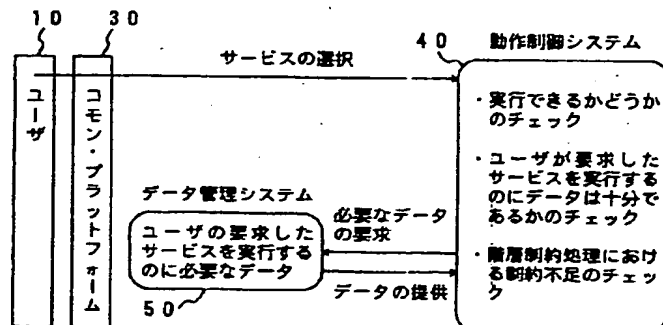 10
30
40
動作制御システム
サービスの選択
ユーザ
コモン・プラットフォーム
・実行できるかどうか
のチェック
・ユーザが要求した
サービスを実行する
のにデータは十分で
あるかのチェック
・階層制約処理におけ
る制約不足のチェッ
ク
データ管理システム
ユーザの要求した
サービスを実行する
のに必要なデータ
50
必要なデータ
の要求
データの提供